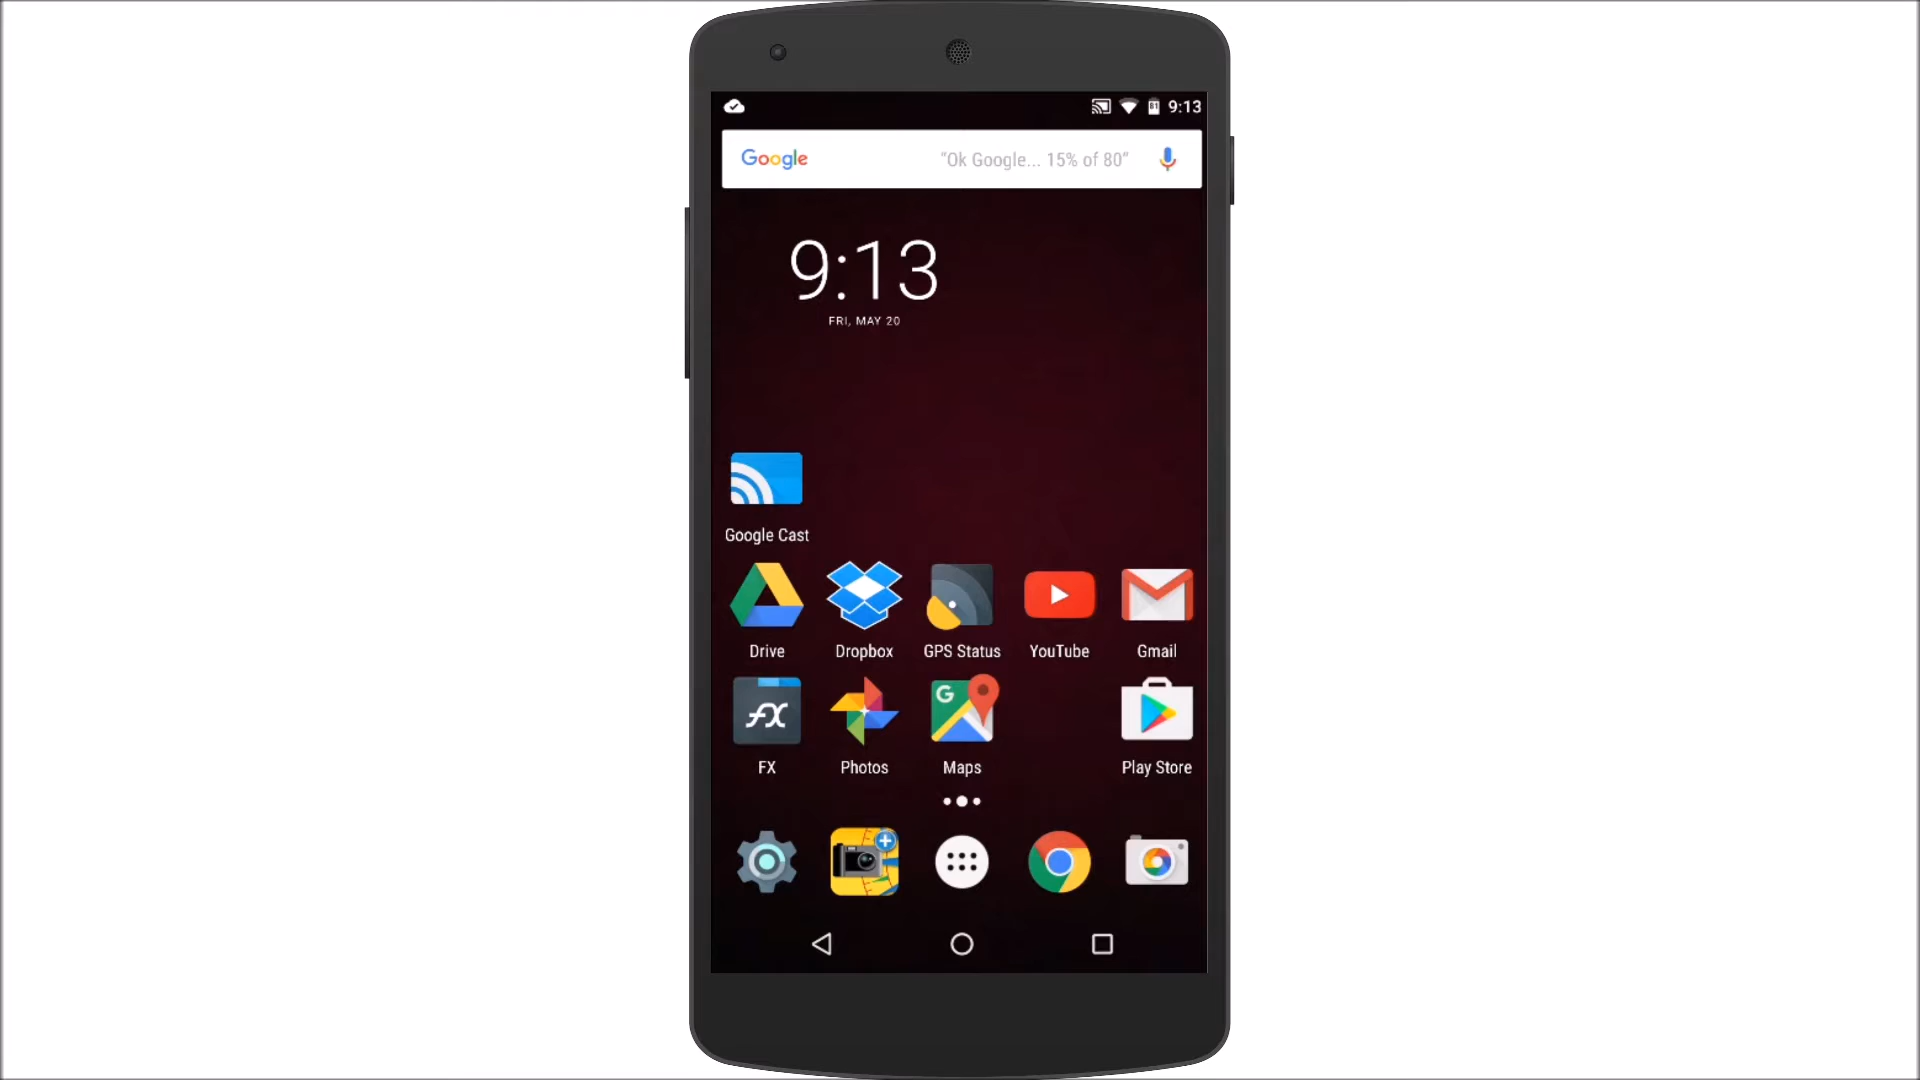 9:13
Google "Ok Google... 15% of 80"
9:13
FRI, MAY 20
Google Cast
Drive Dropbox GPS Status YouTube Gmail
G
FX
FX Photos Maps Play Store